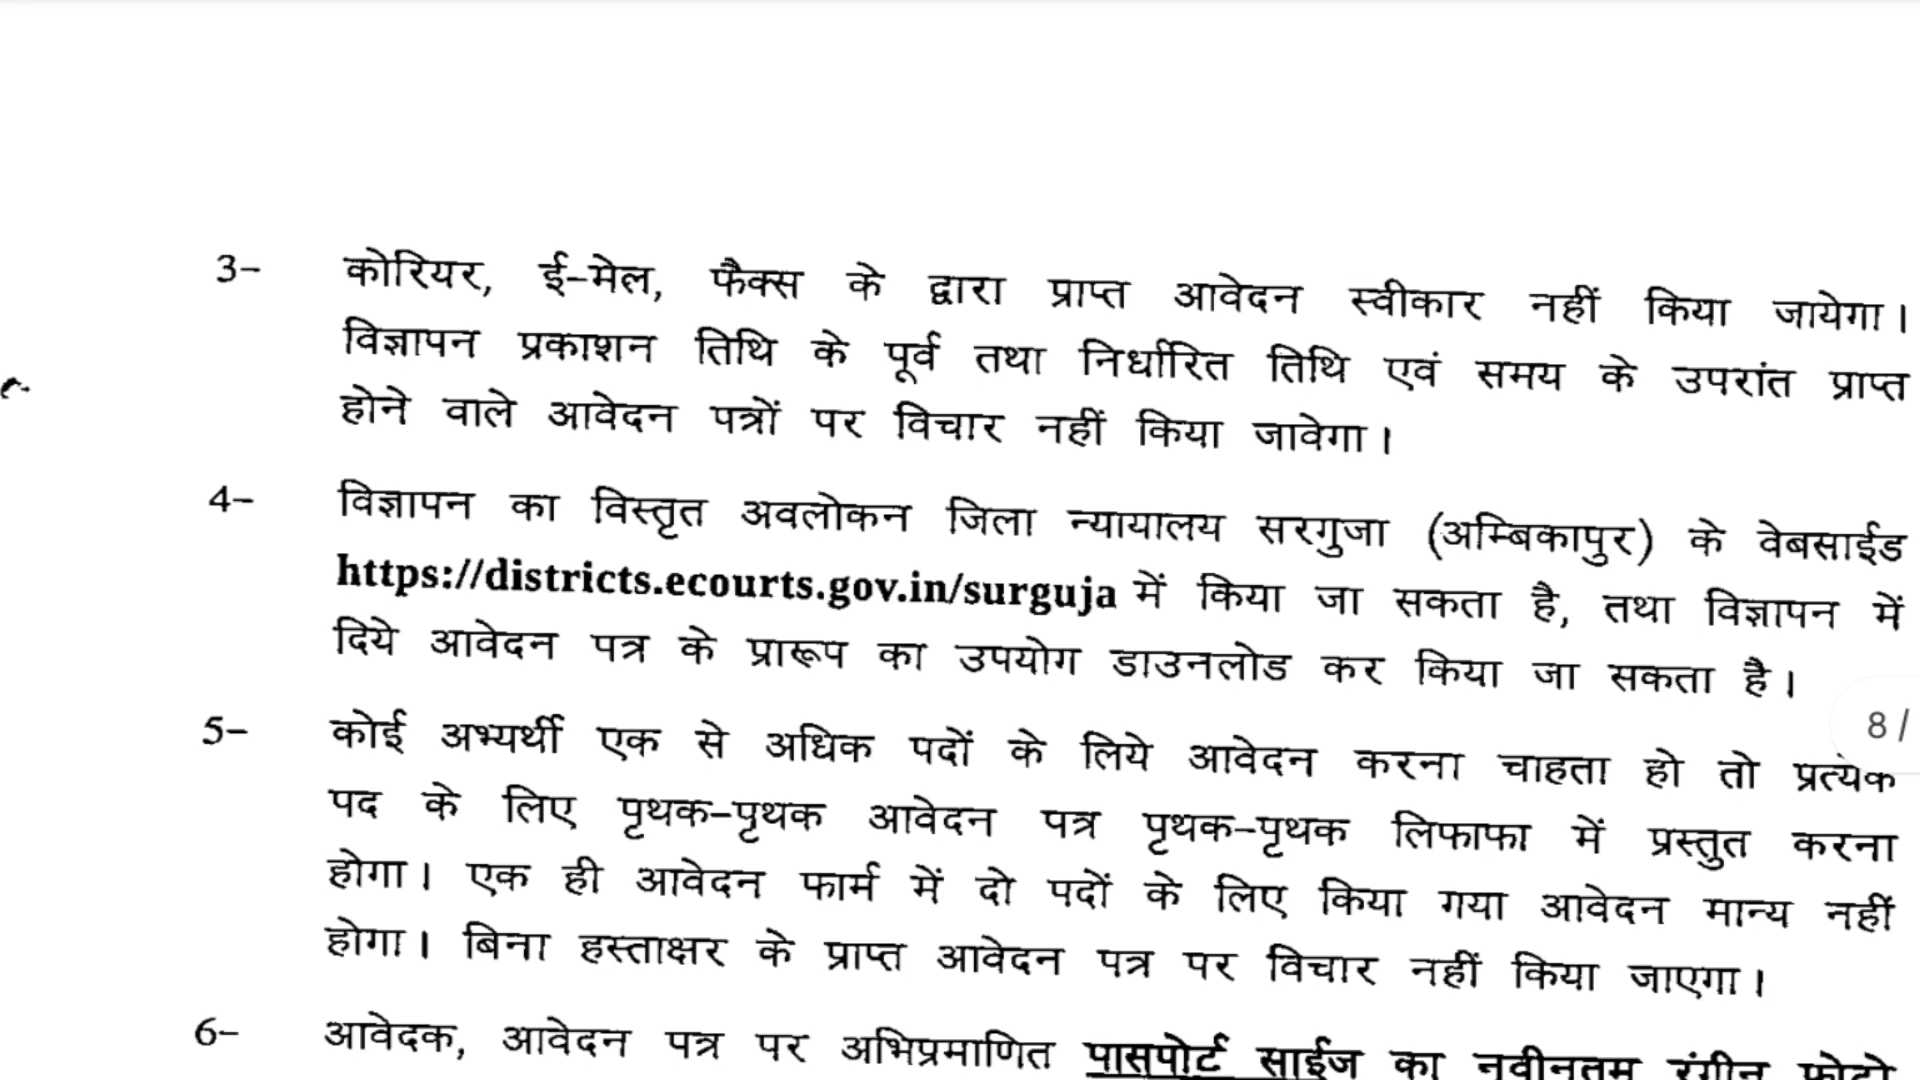 3- कोरियर, ई-मेल, फैक्स के द्वारा प्राप्त आवेदन स्वीकार नहीं किया जायेगा।
विज्ञापन प्रकाशन तिथि के पूर्व तथा निर्धारित तिथि एवं समय के उपरांत प्राप्त
होने वाले आवेदन पत्रों पर विचार नहीं किया जावेगा।
4- विज्ञापन का विस्तृत अवलोकन जिला न्यायालय सरगुजा (अम्बिकापुर) के वेबसाईड
https://districts.ecourts.gov.in/surguja में किया जा सकता है, तथा विज्ञापन में
दिये आवेदन पत्र के प्रारूप का उपयोग डाउनलोड कर किया जा सकता है।
8 /
5- कोई अभ्यर्थी एक से अधिक पदों के लिये आवेदन करना चाहता हो तो प्रत्येक
पद के लिए पृथक-पृथक आवेदन पत्र पृथक-पृथक लिफाफा में प्रस्तुत करना
होगा। एक ही आवेदन फार्म में दो पदों के लिए किया गया आवेदन मान्य नहीं
होगा। बिना हस्ताक्षर के प्राप्त आवेदन पत्र पर विचार नहीं किया जाएगा।
6- आवेदक, आवेदन पत्र पर अभिप्रमाणित पासपोर्ट साईज का नवीनतम रंगीन फोटो